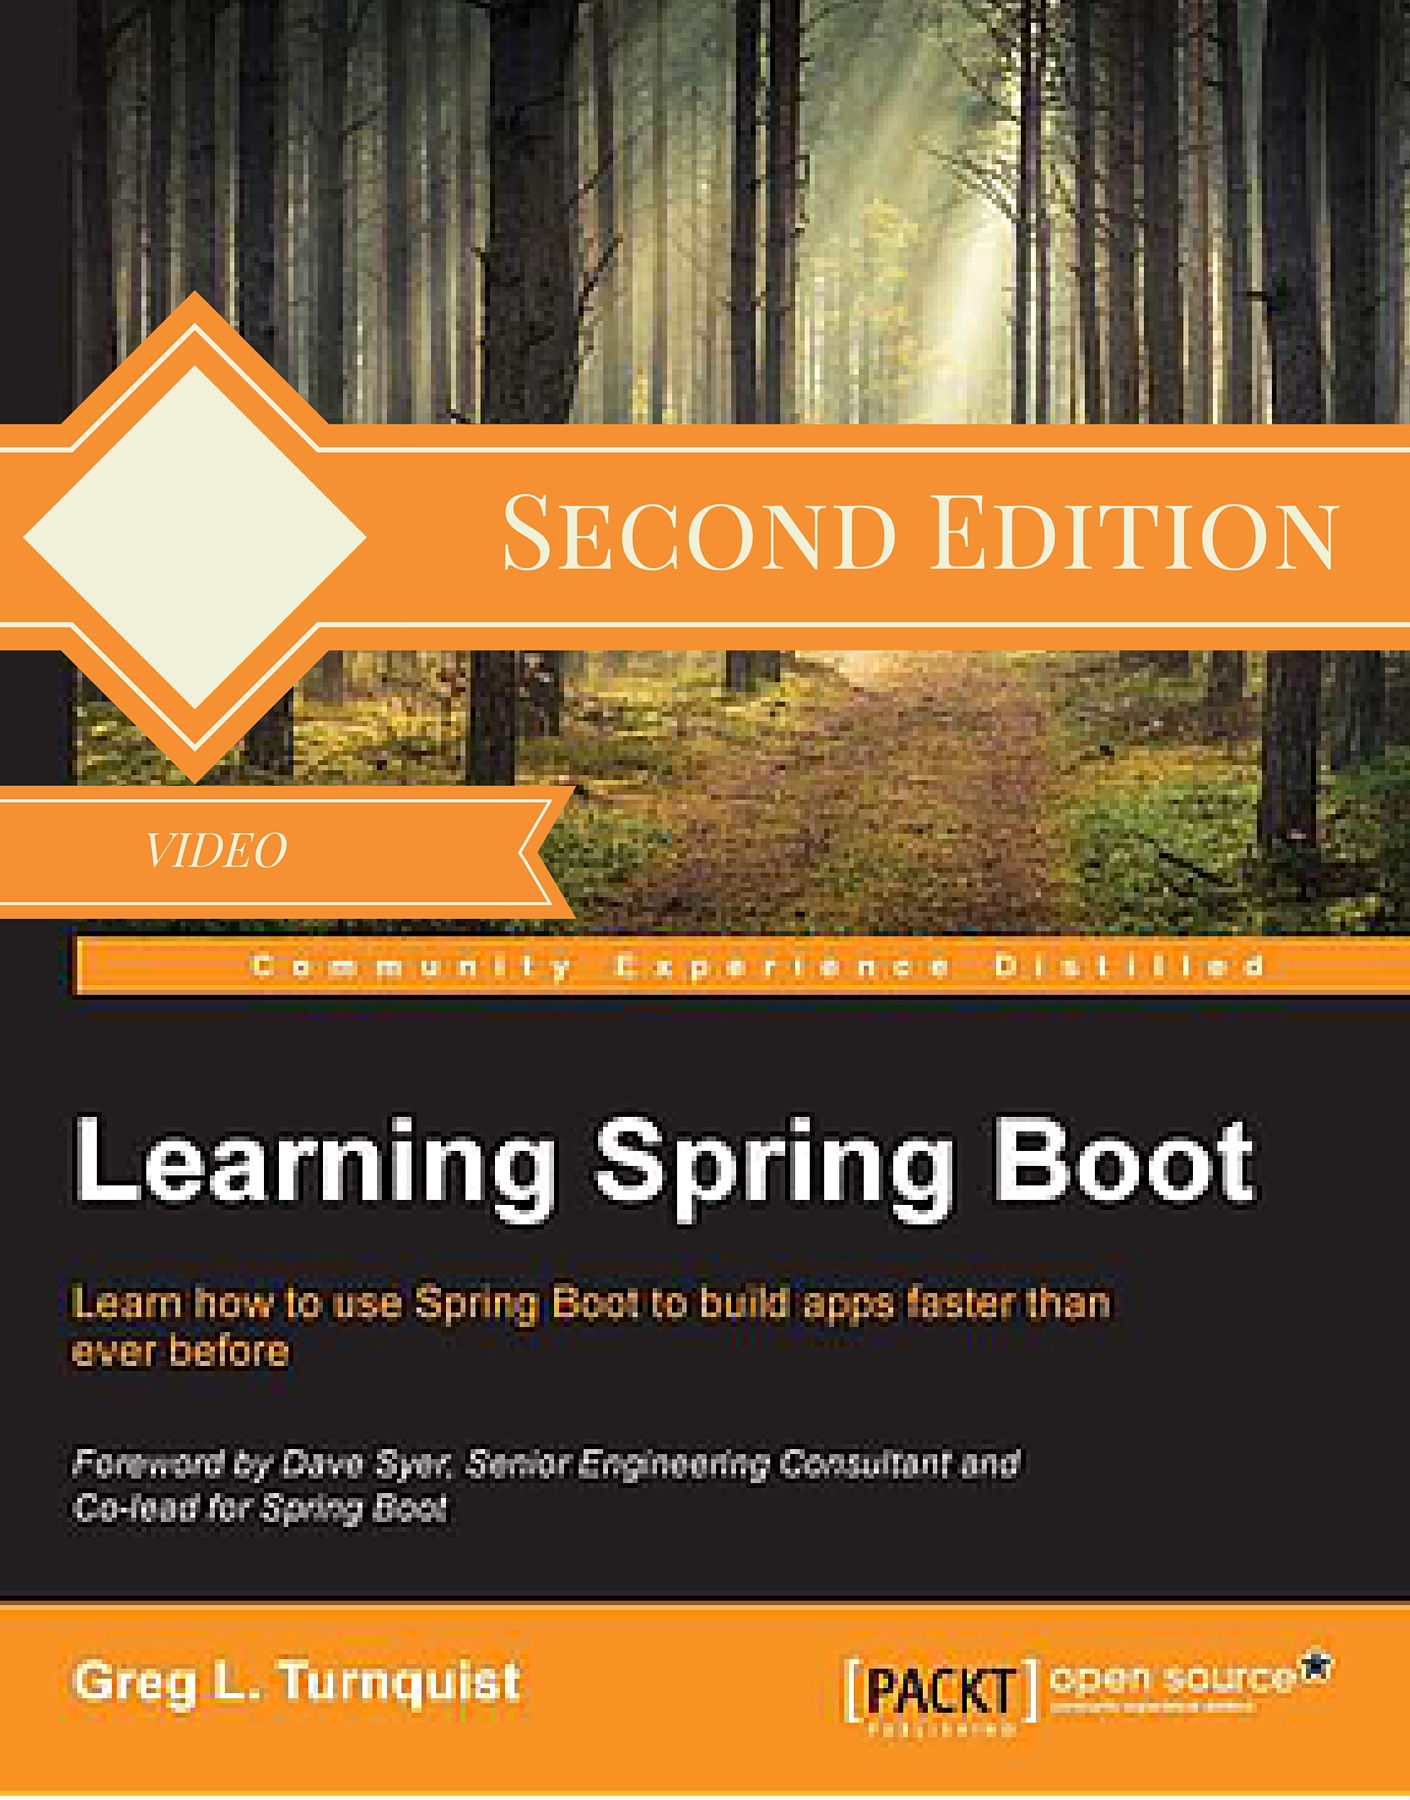 SECOND EDITION
VIDEO
Community Experience Distilled
Learning Spring Boot
Learn how to use Spring Boot to build apps faster than
ever before
Foreword by Dave Syer, Senior Engineering Consultant and
Co-lead for Spring Boot
Greg L. Turnquist
[PACKT] open source*
PUBLISHING